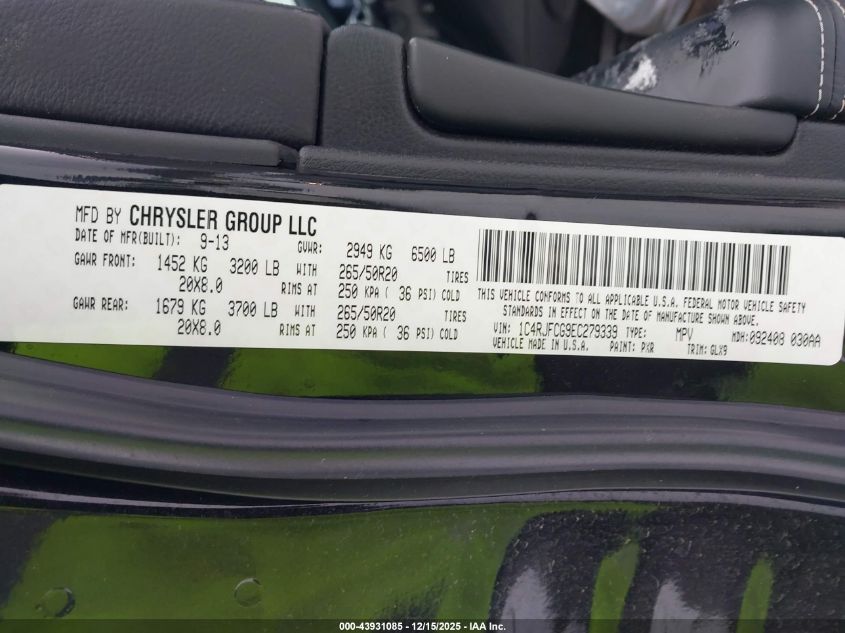 MFD BY CHRYSLER GROUP LLC
DATE OF MFR(BUILT): 9-13 GVWR: 2949 KG 6500 LB
GAWR FRONT: 1452 KG 3200 LB WITH 265/50R20 TIRES
20X8.0 RIMS AT 250 KPA ( 36 PSI) COLD
GAWR REAR: 1679 KG 3700 LB WITH 265/50R20 TIRES
20X8.0 RIMS AT 250 KPA ( 36 PSI) COLD
THIS VEHICLE CONFORMS TO ALL APPLICABLE U.S.A. FEDERAL MOTOR VEHICLE SAFETY
STANDARDS IN EFFECT ON THE DATE OF MANUFACTURE SHOWN ABOVE.
VIN: 1C4RJFCG9EC279339 TYPE: MPV MDH:092408 030AA
VEHICLE MADE IN U.S.A. PAINT: PXR TRIM: GLX9
000-43931085 - 12/15/2025 - IAA Inc.